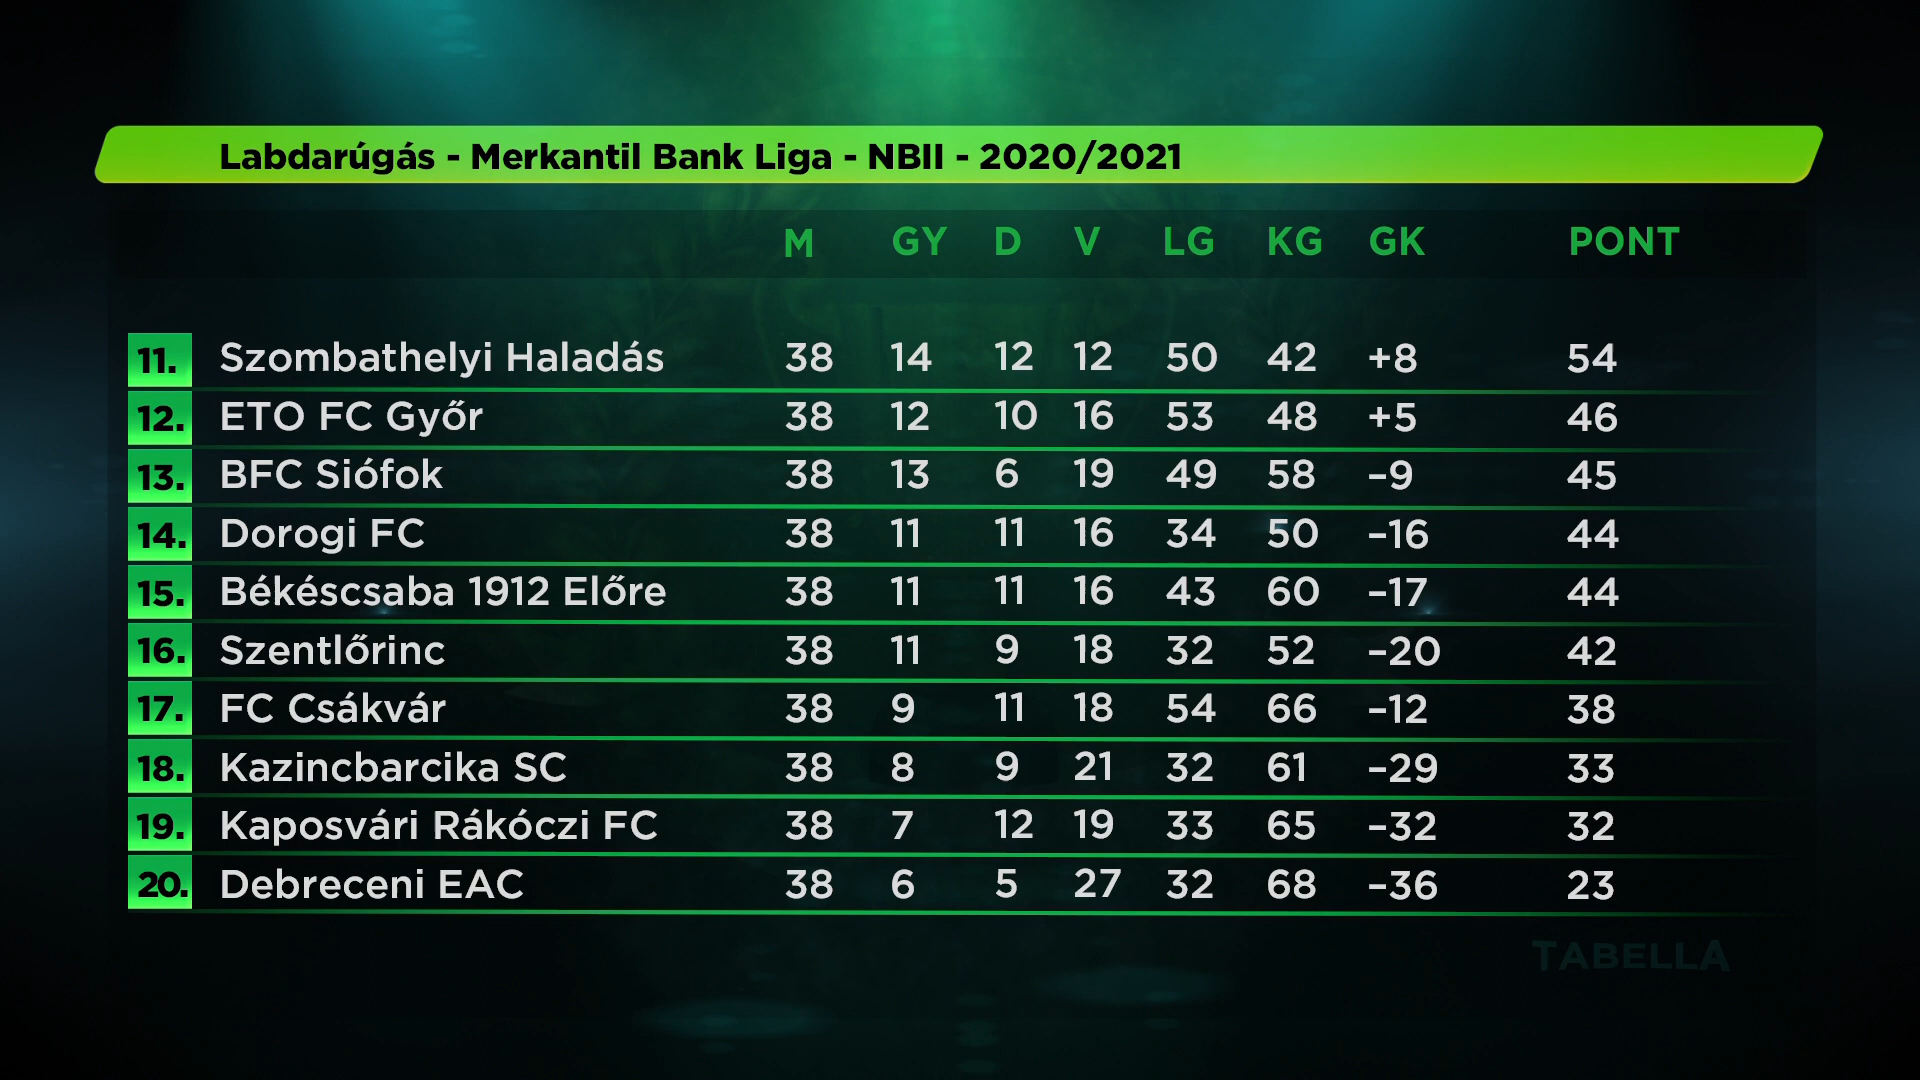 Labdarúgás - Merkantil Bank Liga - NBII - 2020/2021
M GY D V LG KG GK PONT
11. Szombathelyi Haladás 38 14 12 12 50 42 +8 54
12. ETO FC Győr 38 12 10 16 53 48 +5 46
13. BFC Siófok 38 13 6 19 49 58 -9 45
14. Dorogi FC 38 11 11 16 34 50 -16 44
15. Békéscsaba 1912 Előre 38 11 11 16 43 60 -17 44
16. Szentlőrinc 38 11 9 18 32 52 -20 42
17. FC Csákvár 38 9 11 18 54 66 -12 38
18. Kazincbarcika SC 38 8 9 21 32 61 -29 33
19. Kaposvári Rákóczi FC 38 7 12 19 33 65 -32 32
20. Debreceni EAC 38 6 5 27 32 68 -36 23
TABELLA